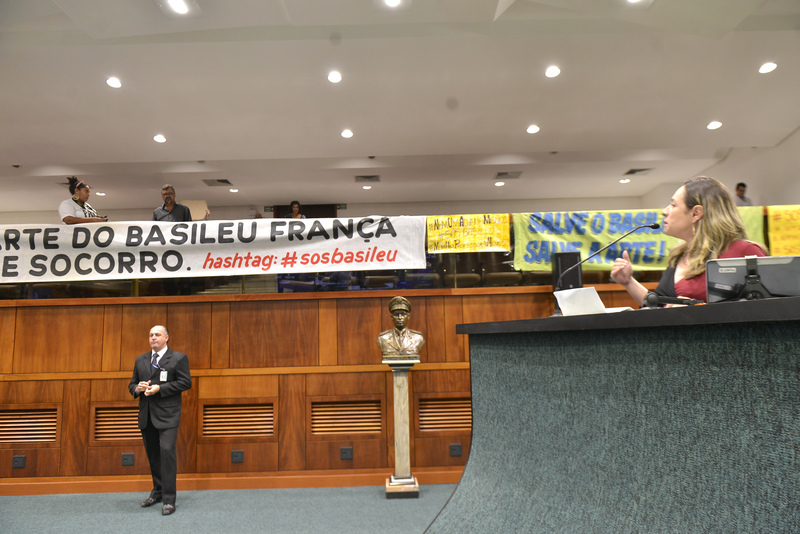 ARTE DO BASILEU FRANÇA
E SOCORRO. hashtag: #sosbasileu
SALVE O BASIL
SALVE A ARTE!